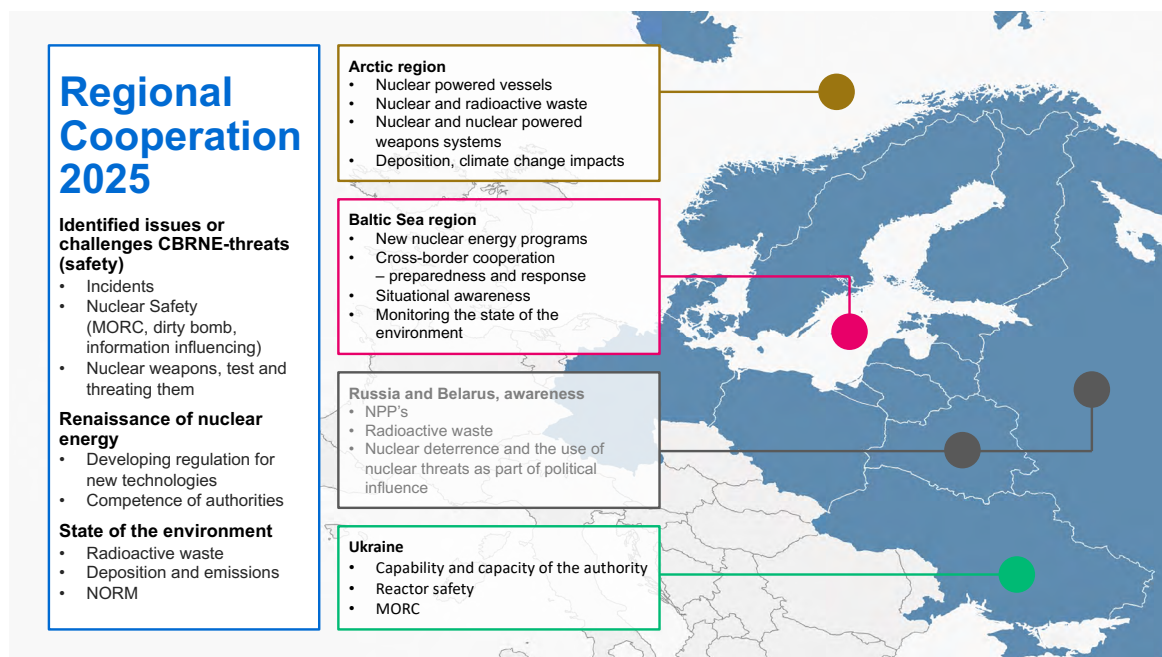 Regional
Cooperation
2025
Identified issues or
challenges CBRNE-threats
(safety)
• Incidents
• Nuclear Safety
(MORC, dirty bomb,
information influencing)
• Nuclear weapons, test and
threating them
Renaissance of nuclear
energy
• Developing regulation for
new technologies
• Competence of authorities
State of the environment
• Radioactive waste
• Deposition and emissions
• NORM
Arctic region
• Nuclear powered vessels
• Nuclear and radioactive waste
• Nuclear and nuclear powered
weapons systems
• Deposition, climate change impacts
Baltic Sea region
• New nuclear energy programs
• Cross-border cooperation
– preparedness and response
• Situational awareness
• Monitoring the state of the
environment
Russia and Belarus, awareness
• NPP's
• Radioactive waste
• Nuclear deterrence and the use of
nuclear threats as part of political
influence
Ukraine
• Capability and capacity of the authority
• Reactor safety
• MORC